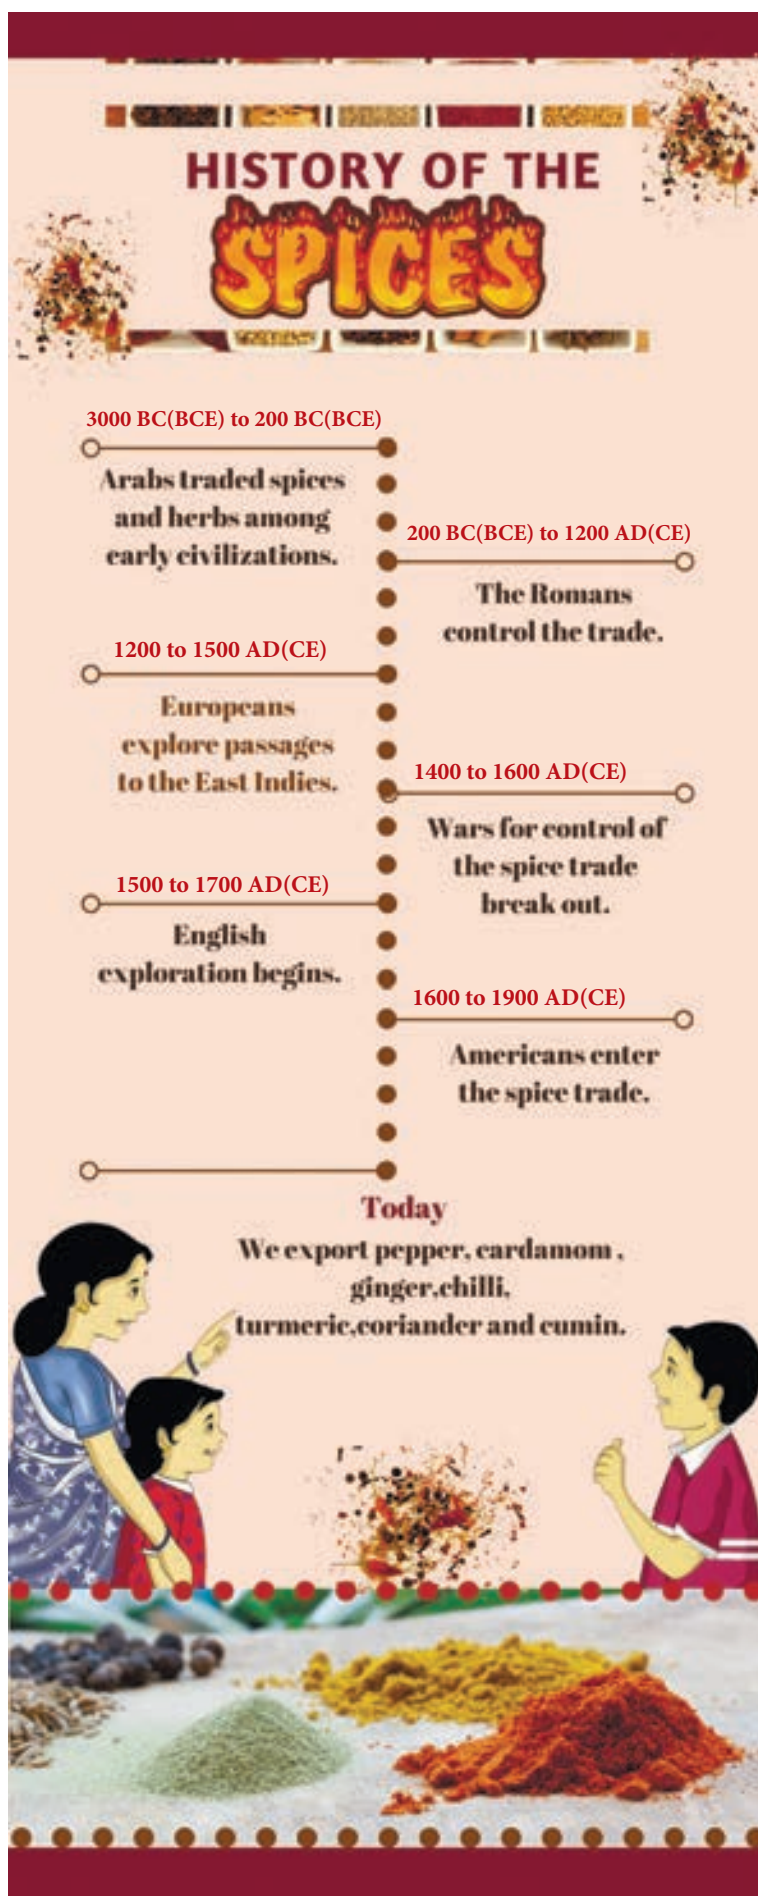 HISTORY OF THE
SPICES
3000 BC(BCE) to 200 BC(BCE)
Arabs traded spices
and herbs among
early civilizations.
200 BC(BCE) to 1200 AD(CE)
The Romans
control the trade.
1200 to 1500 AD(CE)
Europeans
explore passages
to the East Indies.
1400 to 1600 AD(CE)
Wars for control of
the spice trade
break out.
1500 to 1700 AD(CE)
English
exploration begins.
1600 to 1900 AD(CE)
Americans enter
the spice trade.
Today
We export pepper, cardamom ,
ginger,chilli,
turmeric,coriander and cumin.